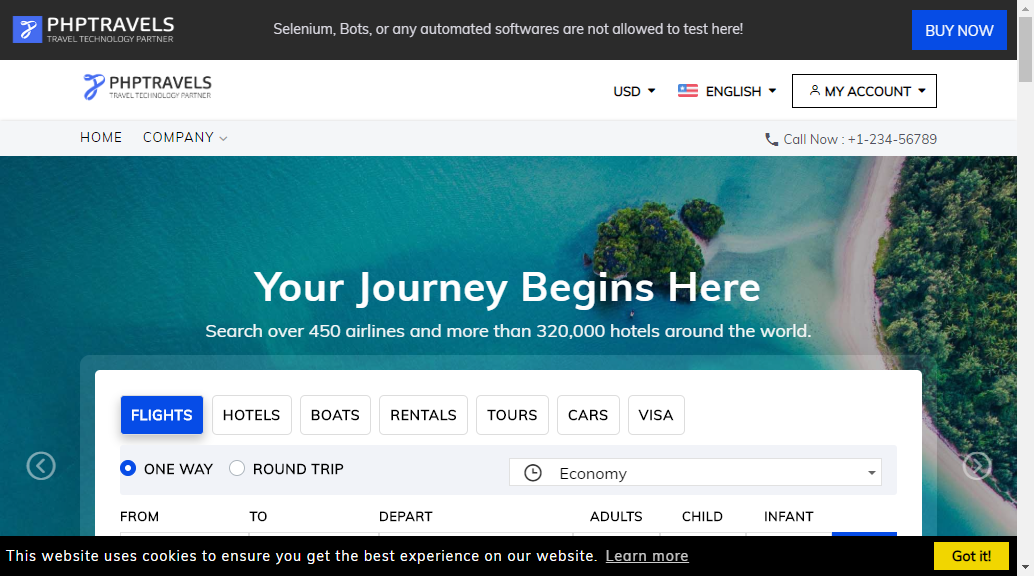 PHPTRAVELS
TRAVEL TECHNOLOGY PARTNER
Selenium, Bots, or any automated softwares are not allowed to test here!
BUY NOW
PHPTRAVELS
TRAVEL TECHNOLOGY PARTNER
USD
ENGLISH
MY ACCOUNT
HOME
COMPANY
Call Now : +1-234-56789
Your Journey Begins Here
Search over 450 airlines and more than 320,000 hotels around the world.
FLIGHTS
HOTELS
BOATS
RENTALS
TOURS
CARS
VISA
ONE WAY
ROUND TRIP
Economy
FROM
TO
DEPART
ADULTS
CHILD
INFANT
This website uses cookies to ensure you get the best experience on our website. Learn more
Got it!